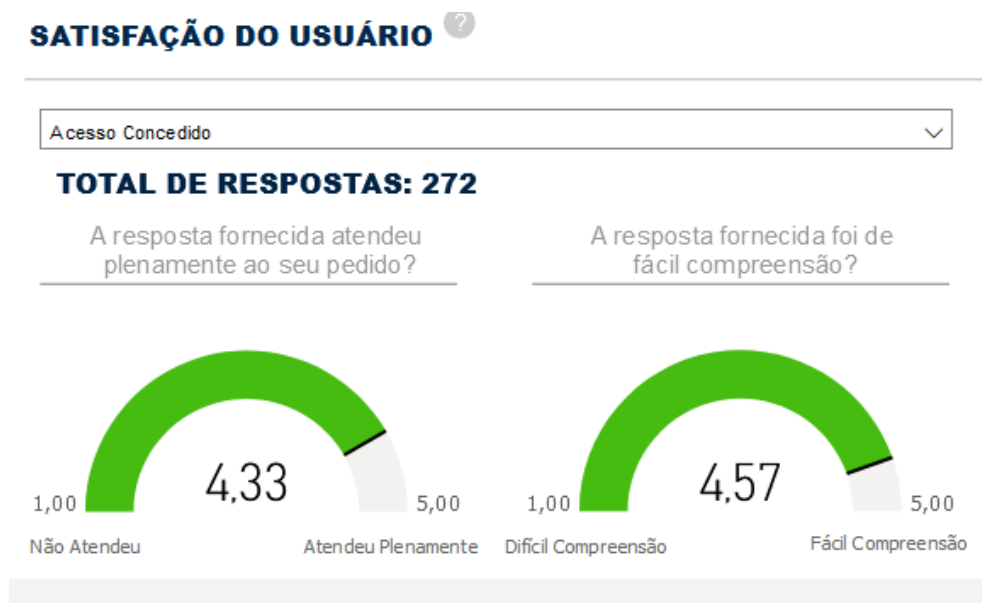 SATISFAÇÃO DO USUÁRIO ?
Acesso Concedido
TOTAL DE RESPOSTAS: 272
A resposta fornecida atendeu
plenamente ao seu pedido?
A resposta fornecida foi de
fácil compreensão?
4,33
1,00
5,00
Não Atendeu
Atendeu Plenamente
4,57
1,00
5,00
Difícil Compreensão
Fácil Compreensão